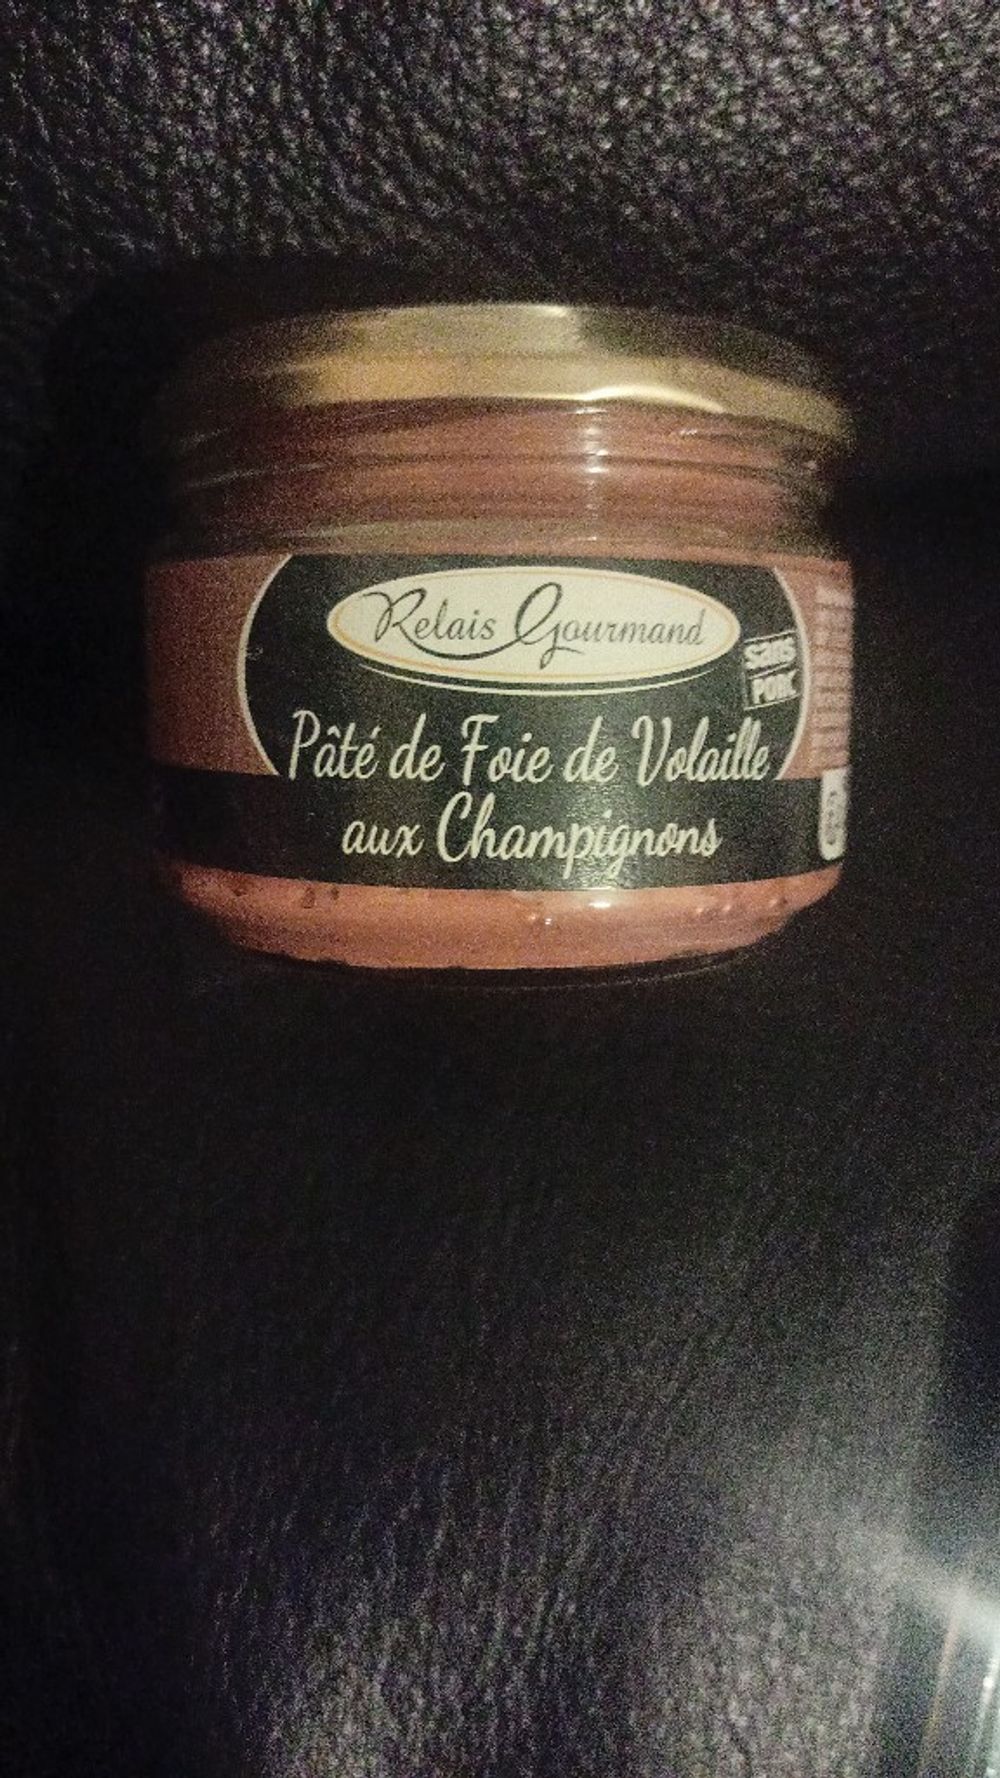 Relais Gourmand
sans
PORC
Pâté de Foie de Volaille
aux Champignons